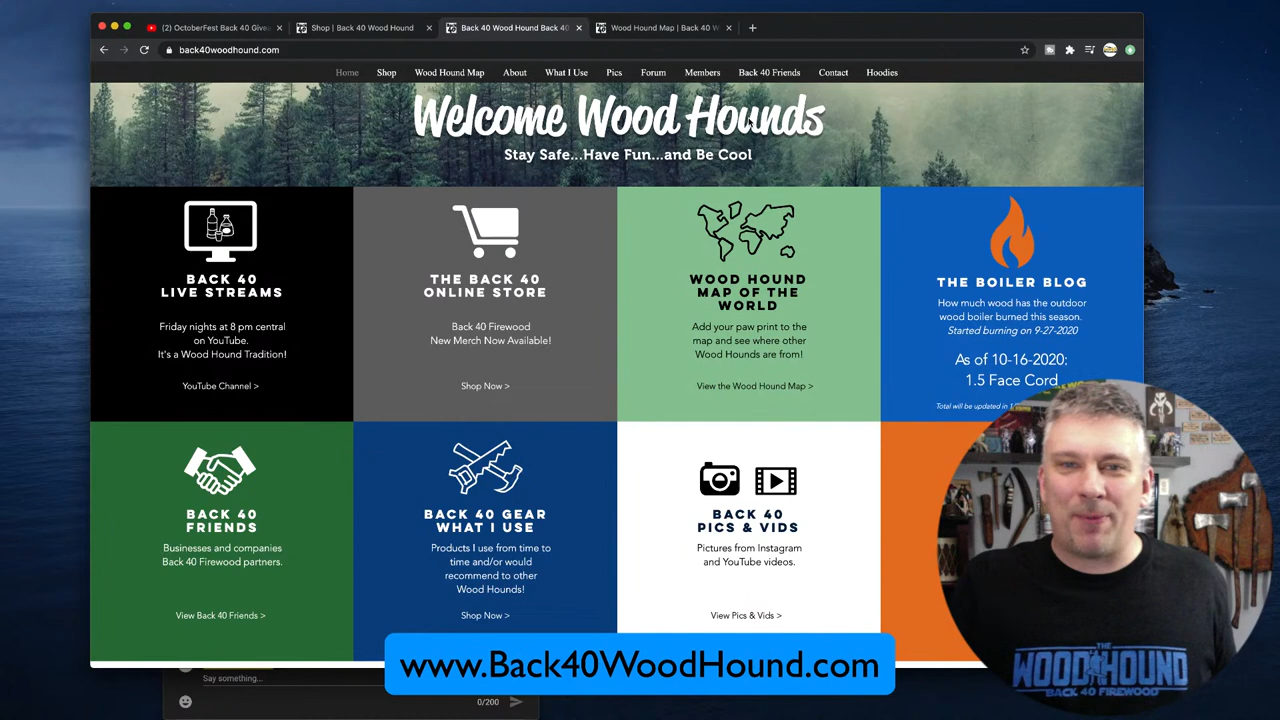 (2) OctoberFest Back 40 Give
Shop | Back 40 Wood Hound
Back 40 Wood Hound Back 40
Wood Hound Map | Back 40 W
back40woodhound.com
Home Shop Wood Hound Map About What I Use Pics Forum Members Back 40 Friends Contact Hoodies
Welcome Wood Hounds
Stay Safe...Have Fun...and Be Cool
BACK 40
LIVE STREAMS
Friday nights at 8 pm central
on YouTube.
It's a Wood Hound Tradition!
YouTube Channel >
THE BACK 40
ONLINE STORE
Back 40 Firewood
New Merch Now Available!
Shop Now >
WOOD HOUND
MAP OF THE
WORLD
Add your paw print to the
map and see where other
Wood Hounds are from!
View the Wood Hound Map >
THE BOILER BLOG
How much wood has the outdoor
wood boiler burned this season.
Started burning on 9-27-2020
As of 10-16-2020:
1.5 Face Cord
Total will be updated in
BACK 40
FRIENDS
Businesses and companies
Back 40 Firewood partners.
View Back 40 Friends >
BACK 40 GEAR
WHAT I USE
Products I use from time to
time and/or would
recommend to other
Wood Hounds!
Shop Now >
BACK 40
PICS & VIDS
Pictures from Instagram
and YouTube videos.
View Pics & Vids >
THE
WOODHOUND
BACK 40 FIREWOOD
www.Back40WoodHound.com
Say something...
0/200